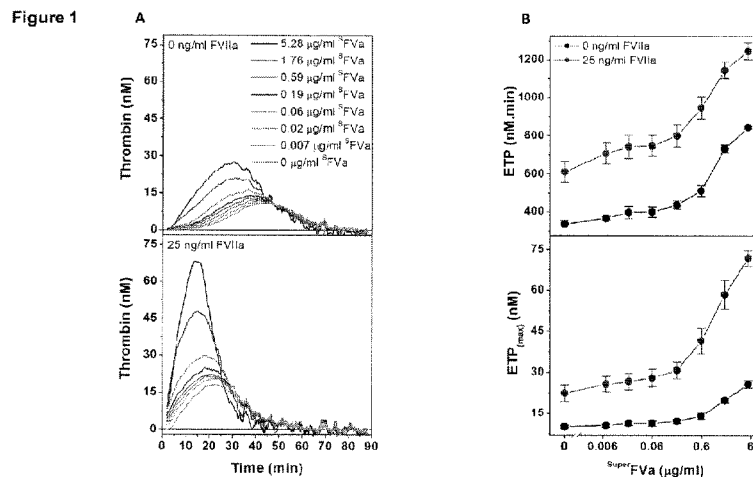 Figure 1
A
75
0 ng/ml FVIIa
60
45
30
15
0
Thrombin (nM)
5.28 µg/ml SFVa
1.76 µg/ml SFVa
0.59 µg/ml SFVa
0.19 µg/ml SFVa
0.06 µg/ml SFVa
0.02 µg/ml SFVa
0.007 µg/ml SFVa
0 µg/ml SFVa
75
25 ng/ml FVIIa
60
45
30
15
0
Thrombin (nM)
0 10 20 30 40 50 60 70 80 90
Time (min)
B
0 ng/ml FVIIa
25 ng/ml FVIIa
1200
1000
800
600
400
ETP (nM.min)
75
60
45
30
15
ETP(max) (nM)
0 0.006 0.06 0.6 6
SuperFVa (µg/ml)